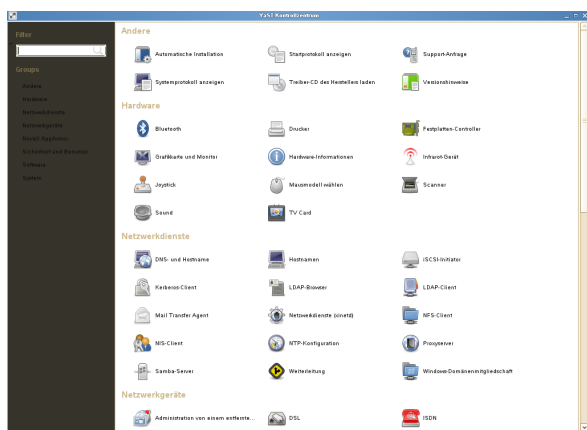 YaST Kontrollzentrum
Filter
Groups
Andere
Hardware
Netzwerkdienste
Netzwerkgeräte
Novell AppArmor
Sicherheit und Benutzer
Software
System
Andere
Automatische Installation
Startprotokoll anzeigen
Support-Anfrage
Systemprotokoll anzeigen
Treiber-CD des Herstellers laden
Versionshinweise
Hardware
Bluetooth
Drucker
Festplatten-Controller
Grafikkarte und Monitor
Hardware-Informationen
Infrarot-Gerät
Joystick
Mausmodell wählen
Scanner
Sound
TV Card
Netzwerkdienste
DNS- und Hostname
Hostnamen
iSCSI-Initiator
Kerberos-Client
LDAP-Browser
LDAP-Client
Mail Transfer Agent
Netzwerkdienste (xinetd)
NFS-Client
NIS-Client
NTP-Konfiguration
Proxyserver
Samba-Server
Weiterleitung
Windows-Domänenmitgliedschaft
Netzwerkgeräte
Administration von einem entfernte...
DSL
ISDN